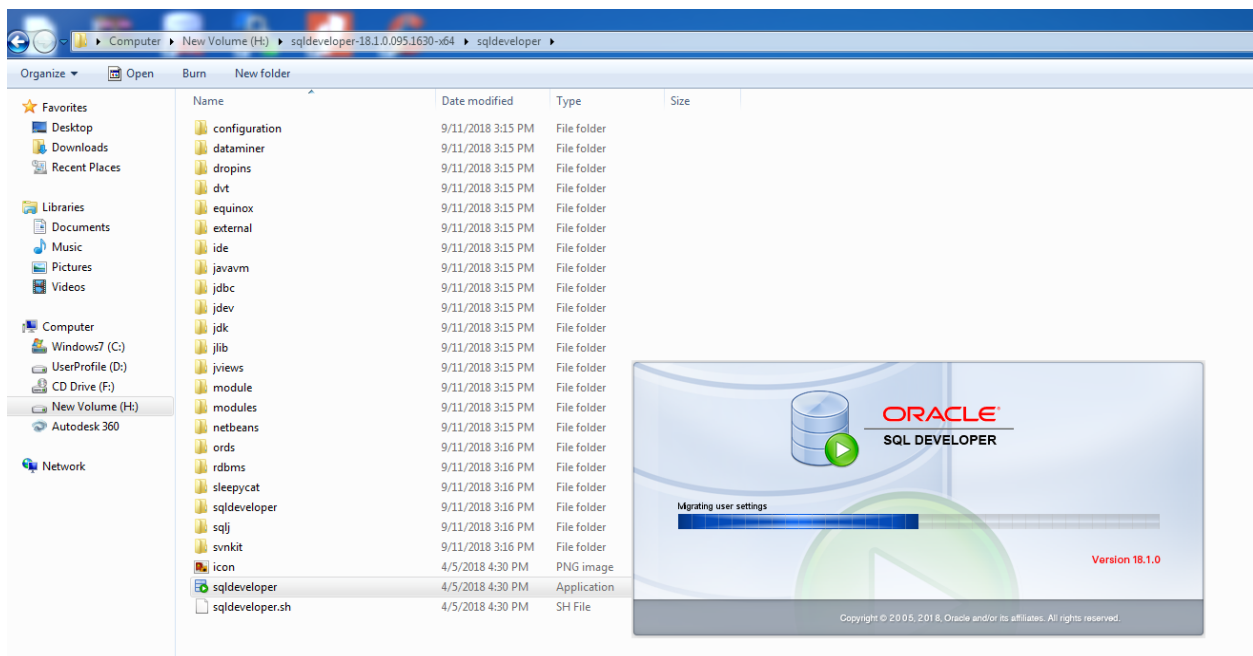 Computer New Volume (H:) sqldeveloper-18.1.0.095.1630-x64 sqldeveloper
Organize Open Burn New folder
Favorites
Desktop
Downloads
Recent Places
Libraries
Documents
Music
Pictures
Videos
Computer
Windows7 (C:)
UserProfile (D:)
CD Drive (F:)
New Volume (H:)
Autodesk 360
Network
Name Date modified Type Size
configuration 9/11/2018 3:15 PM File folder
dataminer 9/11/2018 3:15 PM File folder
dropins 9/11/2018 3:15 PM File folder
dvt 9/11/2018 3:15 PM File folder
equinox 9/11/2018 3:15 PM File folder
external 9/11/2018 3:15 PM File folder
ide 9/11/2018 3:15 PM File folder
javavm 9/11/2018 3:15 PM File folder
jdbc 9/11/2018 3:15 PM File folder
jdev 9/11/2018 3:15 PM File folder
jdk 9/11/2018 3:15 PM File folder
jlib 9/11/2018 3:15 PM File folder
jviews 9/11/2018 3:15 PM File folder
module 9/11/2018 3:15 PM File folder
modules 9/11/2018 3:15 PM File folder
netbeans 9/11/2018 3:15 PM File folder
ords 9/11/2018 3:16 PM File folder
rdbms 9/11/2018 3:16 PM File folder
sleepycat 9/11/2018 3:16 PM File folder
sqldeveloper 9/11/2018 3:16 PM File folder
sqlj 9/11/2018 3:16 PM File folder
svnkit 9/11/2018 3:16 PM File folder
icon 4/5/2018 4:30 PM PNG image
sqldeveloper 4/5/2018 4:30 PM Application
sqldeveloper.sh 4/5/2018 4:30 PM SH File
ORACLE
SQL DEVELOPER
Migrating user settings
Version 18.1.0
Copyright © 2005, 2018, Oracle and/or its affiliates. All rights reserved.